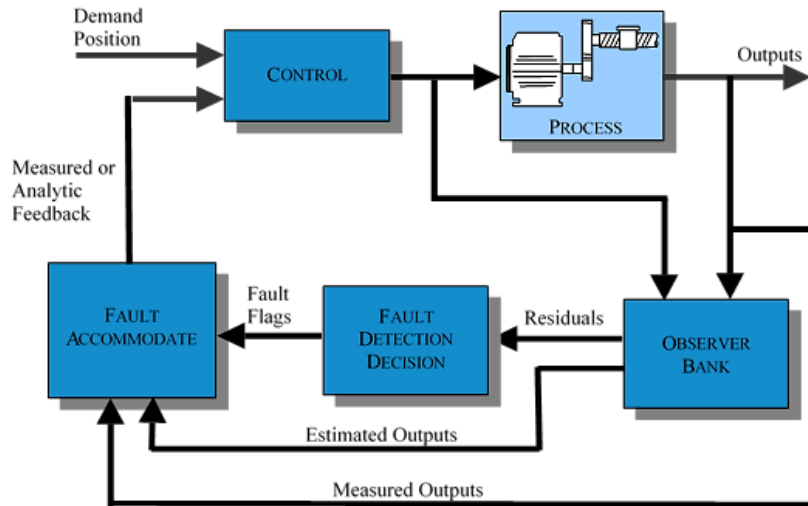 Demand
Position
CONTROL
PROCESS
Outputs
Measured or
Analytic
Feedback
FAULT
ACCOMMODATE
Fault
Flags
FAULT
DETECTION
DECISION
Residuals
OBSERVER
BANK
Estimated Outputs
Measured Outputs